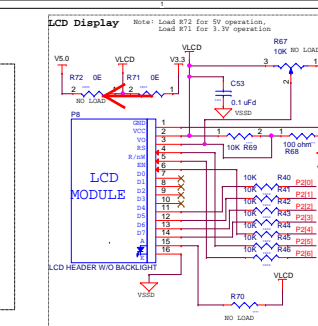 1
LCD Display
Note: Load R72 for 5V operation,
Load R71 for 3.3V operation
R67
10K
NO LOAD
VLCD
V5.0
VLCD
V3.3
R72 0E
R71 0E
3
1
2
2 1
2 1
NO LOAD
C53
0.1 uFd
VSSD
P8
GND 1
VCC 2
VO 3
RS 4
R/nW 5
EN 6
D0 7
D1 8
D2 9
D3 10
D4 11
D5 12
D6 13
D7 14
A 15
K 16
LCD
MODULE
2
1
10K R69
100 ohm
R68
10K R40 P2[0]
10K R41 P2[1]
10K R42 P2[2]
10K R43 P2[3]
10K R44 P2[4]
10K R45 P2[5]
10K R46 P2[6]
LCD HEADER W/O BACKLIGHT
VSSD
VLCD
R70
NO LOAD